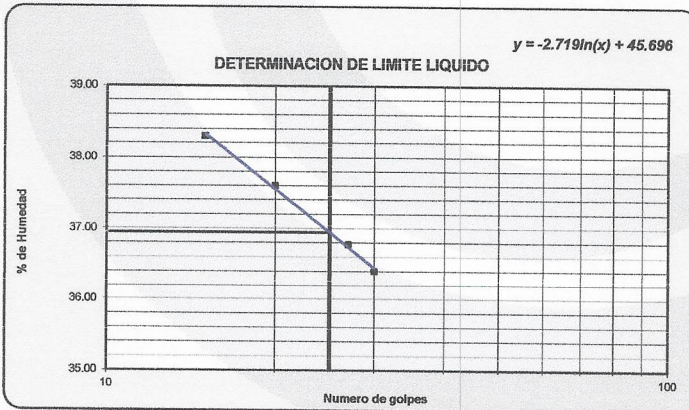 y = -2.719ln(x) + 45.696
DETERMINACION DE LIMITE LIQUIDO
39.00
38.00
37.00
36.00
35.00
% de Humedad
10
100
Numero de golpes